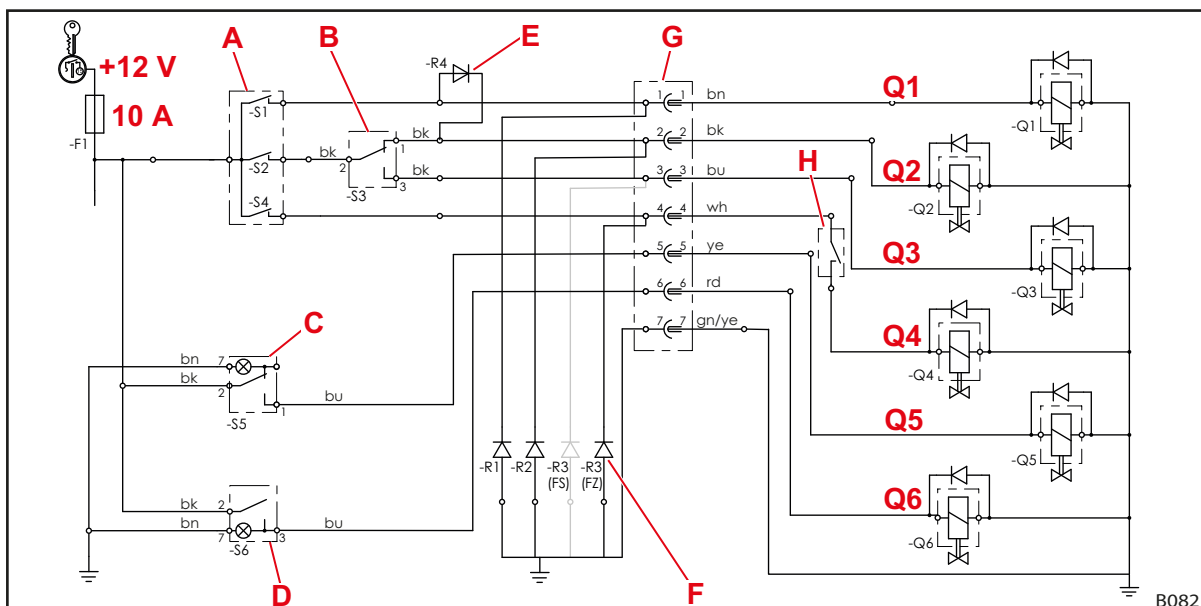 A
B
E
G
+12 V
-R4
10 A
-F1
-S1
bk
1
1 1
bn
Q1
-Q1
-S2
bk
2
-S3
bk
3
2 2
bk
Q2
-Q2
3 3
bu
H
-S4
4 4
wh
Q3
-Q3
5 5
ye
6 6
rd
Q4
-Q4
C
7 7
gn/ye
bn
7
bk
2
1
bu
-S5
Q5
-Q5
-R1
-R2
-R3
(FS)
-R3
(FZ)
bk
2
bn
7
-S6
3
bu
Q6
-Q6
D
F
B082